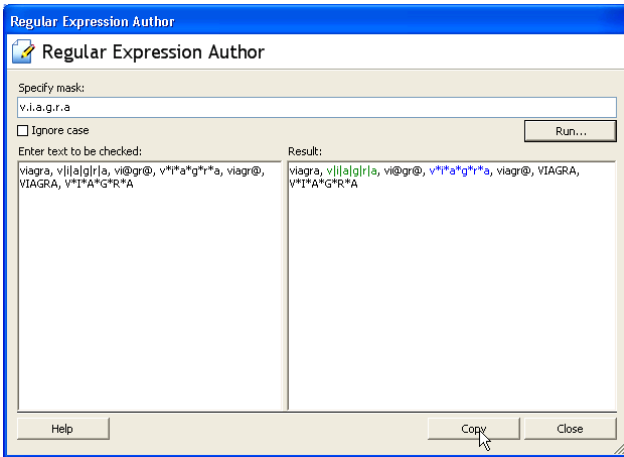 Regular Expression Author
Regular Expression Author
Specify mask:
v.i.a.g.r.a
Ignore case
Run...
Enter text to be checked:
Result:
viagra, v|i|a|g|r|a, vi@gr@, v*i*a*g*r*a, viagr@,
VIAGRA, V*I*A*G*R*A
viagra, v|i|a|g|r|a, vi@gr@, v*i*a*g*r*a, viagr@, VIAGRA,
V*I*A*G*R*A
Help
Copy
Close